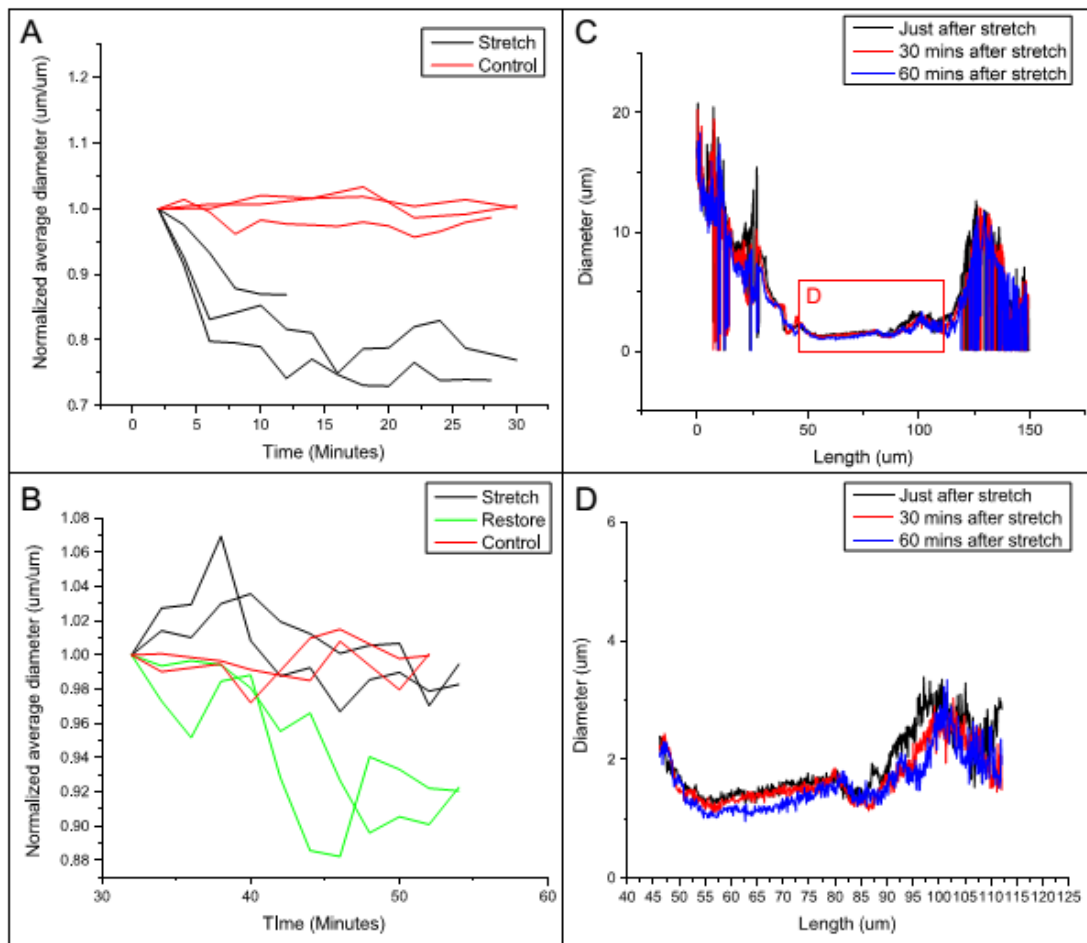 A
Stretch
Control
Normalized average diameter (um/um)
1.2
1.1
1.0
0.9
0.8
0.7
0 5 10 15 20 25 30
Time (Minutes)
C
Just after stretch
30 mins after stretch
60 mins after stretch
Diameter (um)
20
10
0
D
0 50 100 150
Length (um)
B
Stretch
Restore
Control
Normalized average diameter (um/um)
1.08
1.06
1.04
1.02
1.00
0.98
0.96
0.94
0.92
0.90
0.88
30 40 50 60
TIme (Minutes)
D
Just after stretch
30 mins after stretch
60 mins after stretch
Diameter (um)
6
4
2
0
40 45 50 55 60 65 70 75 80 85 90 95 100 105 110 115 120 125
Length (um)